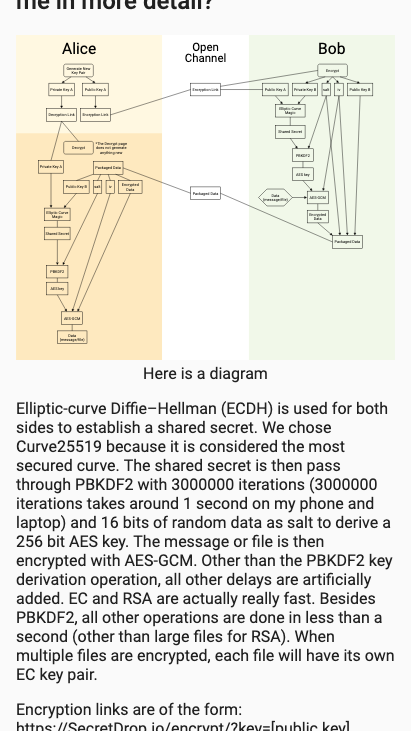 me in more detail?
Alice
Open
Channel
Bob
Generate New
Key Pair
Private Key A
Public Key A
Decryption Link
Encryption Link
Encryption Link
Encrypt
Public Key A
Private Key B
salt
iv
Public Key B
Elliptic Curve
Magic
Shared Secret
PBKDF2
AES key
Data
(message/file)
AES-GCM
Encrypted
Data
Packaged Data
Decrypt
*The Decrypt page
does not generate
anything new
Private Key A
Packaged Data
Public Key B
salt
iv
Encrypted
Data
Packaged Data
Elliptic Curve
Magic
Shared Secret
PBKDF2
AES key
AES-GCM
Data
(message/file)
Here is a diagram
Elliptic-curve Diffie–Hellman (ECDH) is used for both
sides to establish a shared secret. We chose
Curve25519 because it is considered the most
secured curve. The shared secret is then pass
through PBKDF2 with 3000000 iterations (3000000
iterations takes around 1 second on my phone and
laptop) and 16 bits of random data as salt to derive a
256 bit AES key. The message or file is then
encrypted with AES-GCM. Other than the PBKDF2 key
derivation operation, all other delays are artificially
added. EC and RSA are actually really fast. Besides
PBKDF2, all other operations are done in less than a
second (other than large files for RSA). When
multiple files are encrypted, each file will have its own
EC key pair.
Encryption links are of the form:
https://SecretDrop.io/encrypt/?key=[public key]